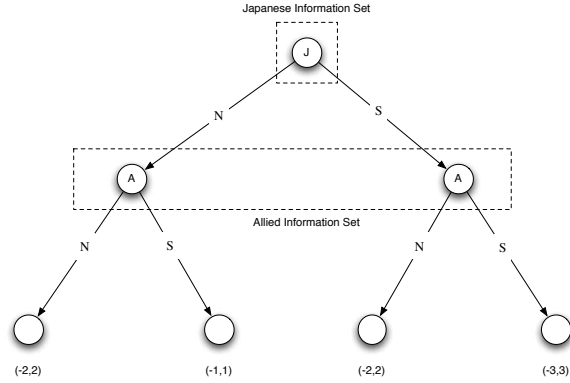 Japanese Information Set
J
N
S
A
A
Allied Information Set
N
S
N
S
(-2,2)
(-1,1)
(-2,2)
(-3,3)